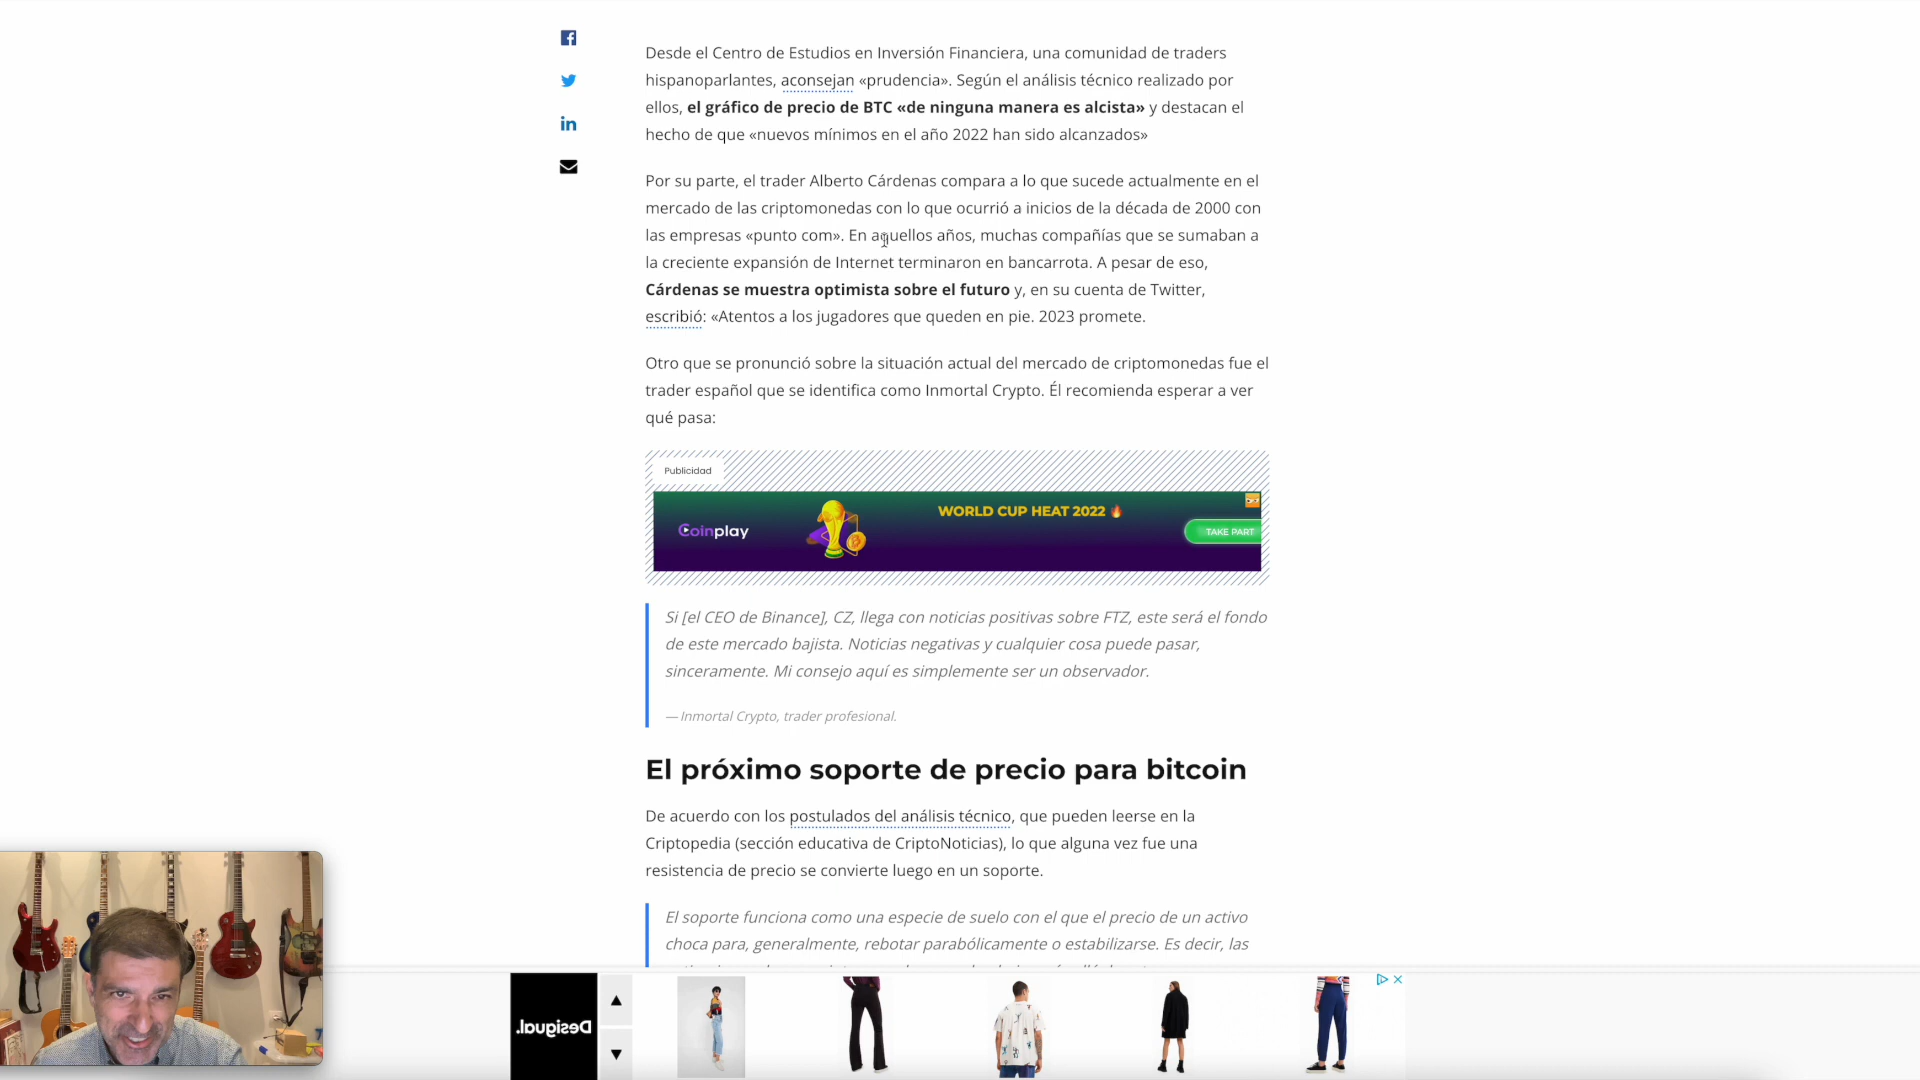 Desde el Centro de Estudios en Inversión Financiera, una comunidad de traders
hispanoparlantes, aconsejan «prudencia». Según el análisis técnico realizado por
ellos, el gráfico de precio de BTC «de ninguna manera es alcista» y destacan el
hecho de que «nuevos mínimos en el año 2022 han sido alcanzados»
Por su parte, el trader Alberto Cárdenas compara a lo que sucede actualmente en el
mercado de las criptomonedas con lo que ocurrió a inicios de la década de 2000 con
las empresas «punto com». En aquellos años, muchas compañías que se sumaban a
la creciente expansión de Internet terminaron en bancarrota. A pesar de eso,
Cárdenas se muestra optimista sobre el futuro y, en su cuenta de Twitter,
escribió: «Atentos a los jugadores que queden en pie. 2023 promete.
Otro que se pronunció sobre la situación actual del mercado de criptomonedas fue el
trader español que se identifica como Inmortal Crypto. Él recomienda esperar a ver
qué pasa:
Publicidad
Coinplay
WORLD CUP HEAT 2022
TAKE PART
Si [el CEO de Binance], CZ, llega con noticias positivas sobre FTZ, este será el fondo
de este mercado bajista. Noticias negativas y cualquier cosa puede pasar,
sinceramente. Mi consejo aquí es simplemente ser un observador.
— Inmortal Crypto, trader profesional.
El próximo soporte de precio para bitcoin
De acuerdo con los postulados del análisis técnico, que pueden leerse en la
Criptopedia (sección educativa de CriptoNoticias), lo que alguna vez fue una
resistencia de precio se convierte luego en un soporte.
El soporte funciona como una especie de suelo con el que el precio de un activo
choca para, generalmente, rebotar parabólicamente o estabilizarse. Es decir, las
Desigual.